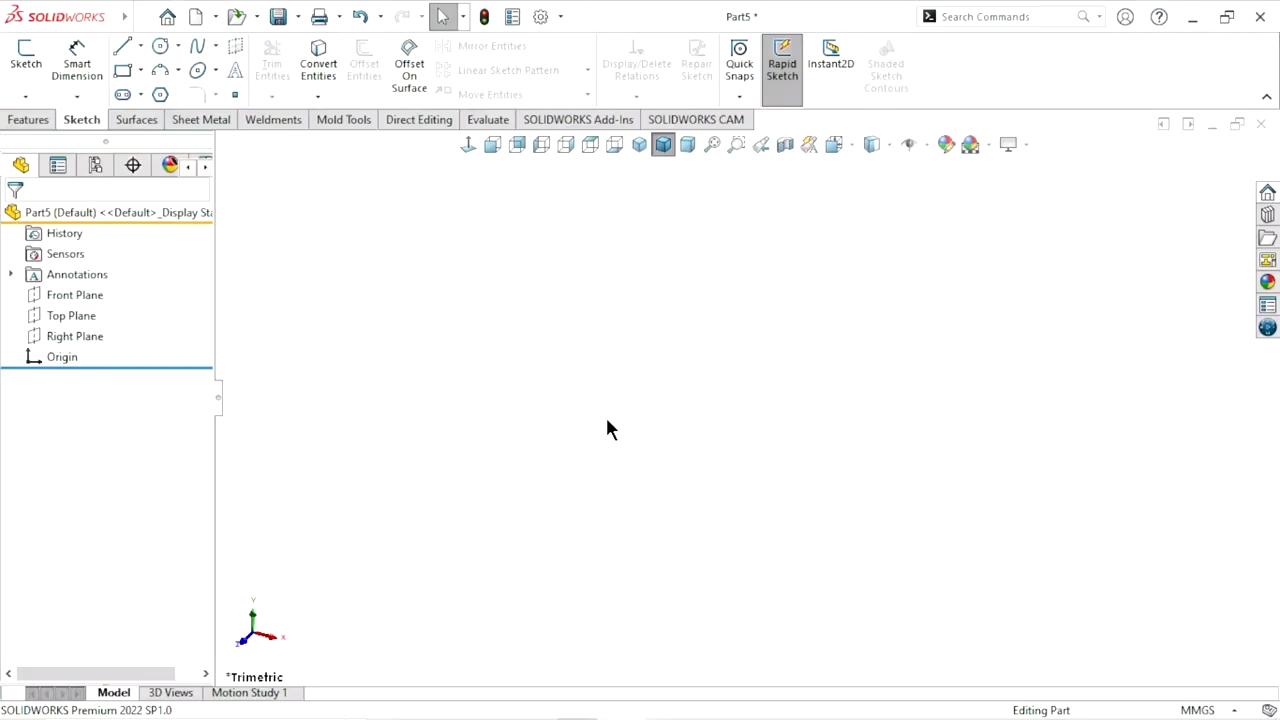 SOLIDWORKS
Part5 *
Search Commands
Sketch
Smart Dimension
Trim Entities
Convert Entities
Offset Entities
Offset On Surface
Mirror Entities
Linear Sketch Pattern
Move Entities
Display/Delete Relations
Repair Sketch
Quick Snaps
Rapid Sketch
Instant2D
Shaded Sketch Contours
Features
Sketch
Surfaces
Sheet Metal
Weldments
Mold Tools
Direct Editing
Evaluate
SOLIDWORKS Add-Ins
SOLIDWORKS CAM
Part5 (Default) <<Default>_Display Sta
History
Sensors
Annotations
Front Plane
Top Plane
Right Plane
Origin
Y
X
Z
*Trimetric
Model
3D Views
Motion Study 1
SOLIDWORKS Premium 2022 SP1.0
Editing Part
MMGS